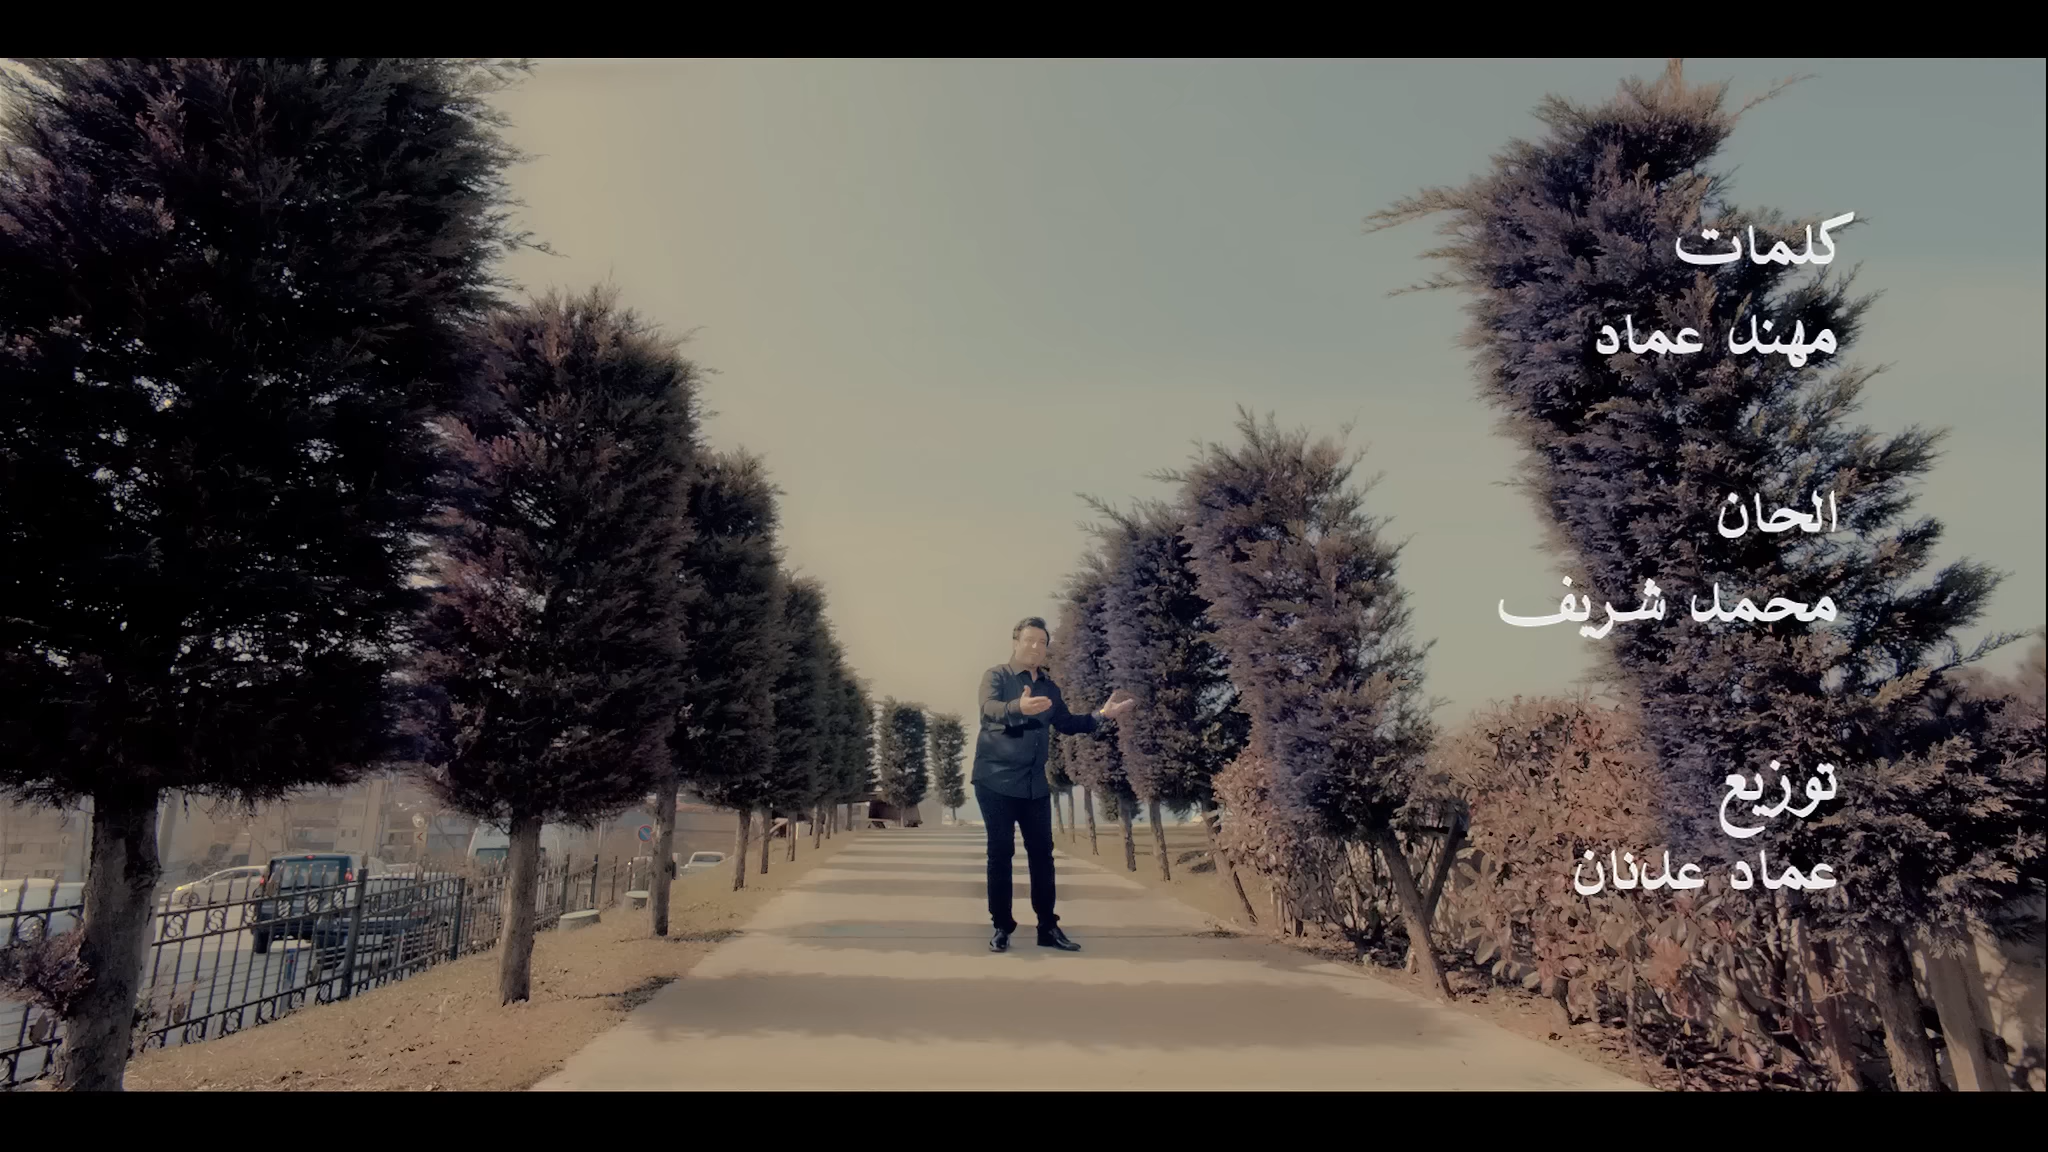 كلمات
مهند عماد
الحان
محمد شريف
توزيع
عماد عدنان